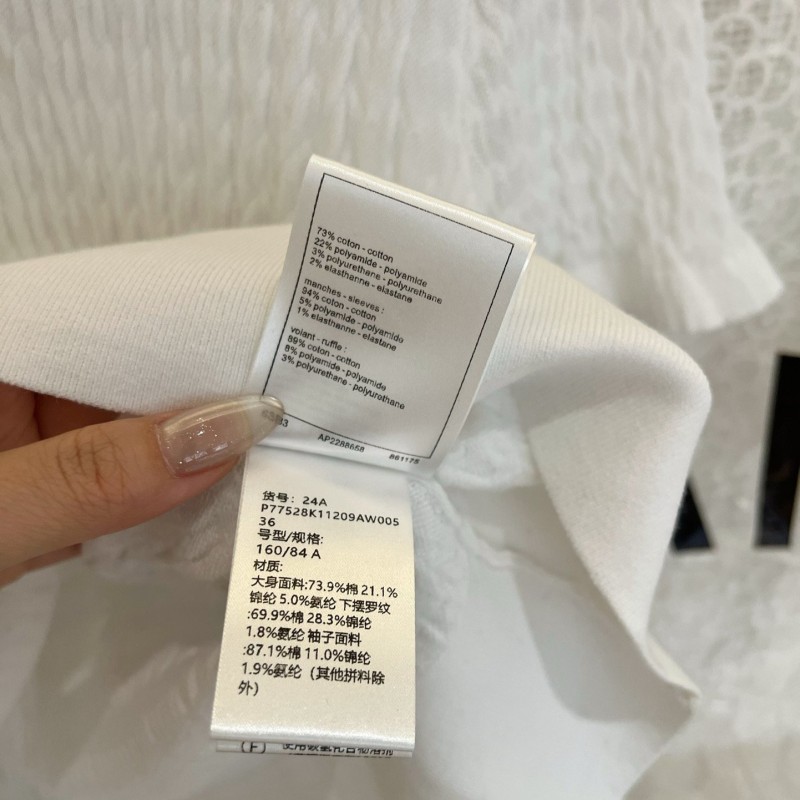 73% coton - cotton
22% polyamide - polyamide
3% polyurethane - polyurethane
2% elasthanne - elastane
manches - sleeves :
94% coton - cotton
5% polyamide - polyamide
1% elasthanne - elastane
volant - ruffle :
89% coton - cotton
8% polyamide - polyamide
3% polyurethane - polyurethane
AP2288658 861175
货号: 24A
P77528K11209AW005
36
号型/规格:
160/84 A
材质:
大身面料:73.9%棉 21.1%
锦纶 5.0%氨纶 下摆罗纹
:69.9%棉 28.3%锦纶
1.8%氨纶 袖子面料
:87.1%棉 11.0%锦纶
1.9%氨纶（其他拼料除
外）